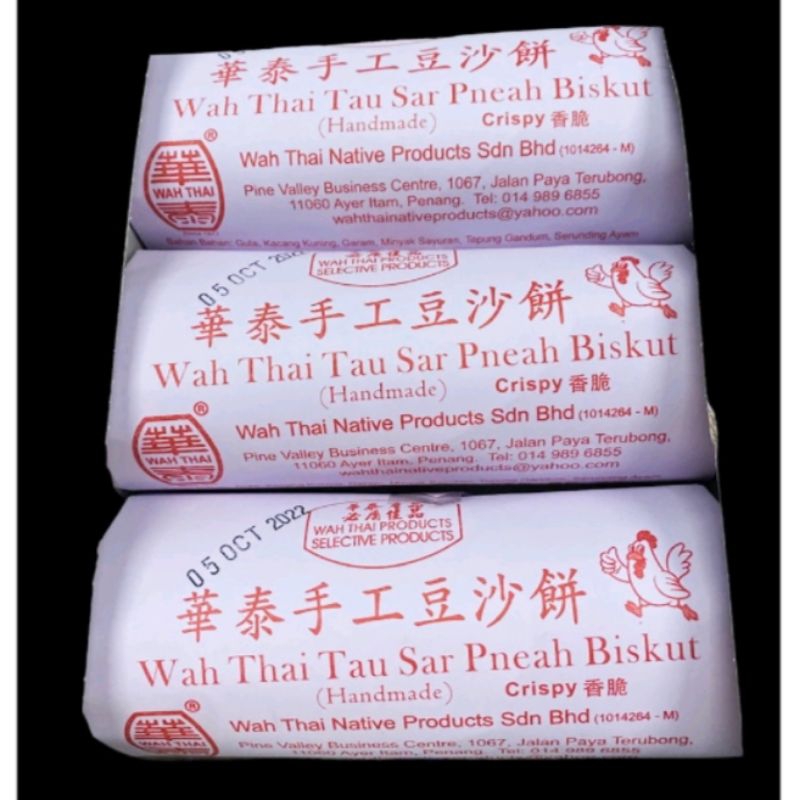 華泰手工豆沙餅
Wah Thai Tau Sar Pneah Biskut
(Handmade) Crispy 香脆
華 ®
WAH THAI
泰
Wah Thai Native Products Sdn Bhd (1014264 - M)
Pine Valley Business Centre, 1067, Jalan Paya Terubong,
11060 Ayer Itam, Penang. Tel: 014 989 6855
wahthainativeproducts@yahoo.com
Bahan Bahan: Gula, Kacang Kuning, Garam, Minyak Sayuran, Tepung Gandum, Serunding Ayam
05 OCT 2022
WAH THAI PRODUCTS
SELECTIVE PRODUCTS
華泰手工豆沙餅
Wah Thai Tau Sar Pneah Biskut
(Handmade) Crispy 香脆
華 ®
WAH THAI
Wah Thai Native Products Sdn Bhd (1014264 - M)
Pine Valley Business Centre, 1067, Jalan Paya Terubong,
11060 Ayer Itam, Penang. Tel: 014 989 6855
wahthainativeproducts@yahoo.com
05 OCT 2022
WAH THAI PRODUCTS
SELECTIVE PRODUCTS
華泰手工豆沙餅
Wah Thai Tau Sar Pneah Biskut
(Handmade) Crispy 香脆
華 ®
WAH THAI
Wah Thai Native Products Sdn Bhd (1014264 - M)
Pine Valley Business Centre, 1067, Jalan Paya Terubong,
11060 Ayer Itam, Penang. Tel: 014 989 6855